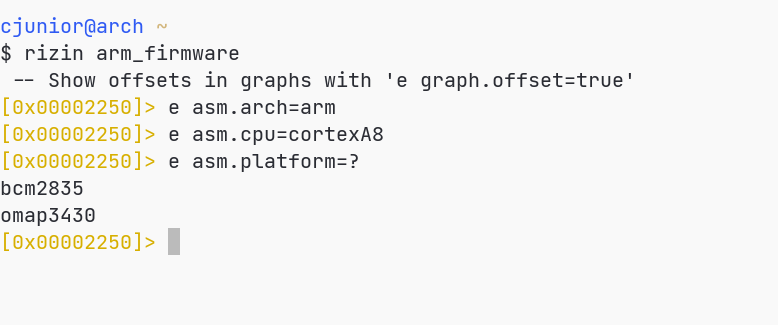 cjunior@arch ~
$ rizin arm_firmware
 -- Show offsets in graphs with 'e graph.offset=true'
[0x00002250]> e asm.arch=arm
[0x00002250]> e asm.cpu=cortexA8
[0x00002250]> e asm.platform=?
bcm2835
omap3430
[0x00002250]>